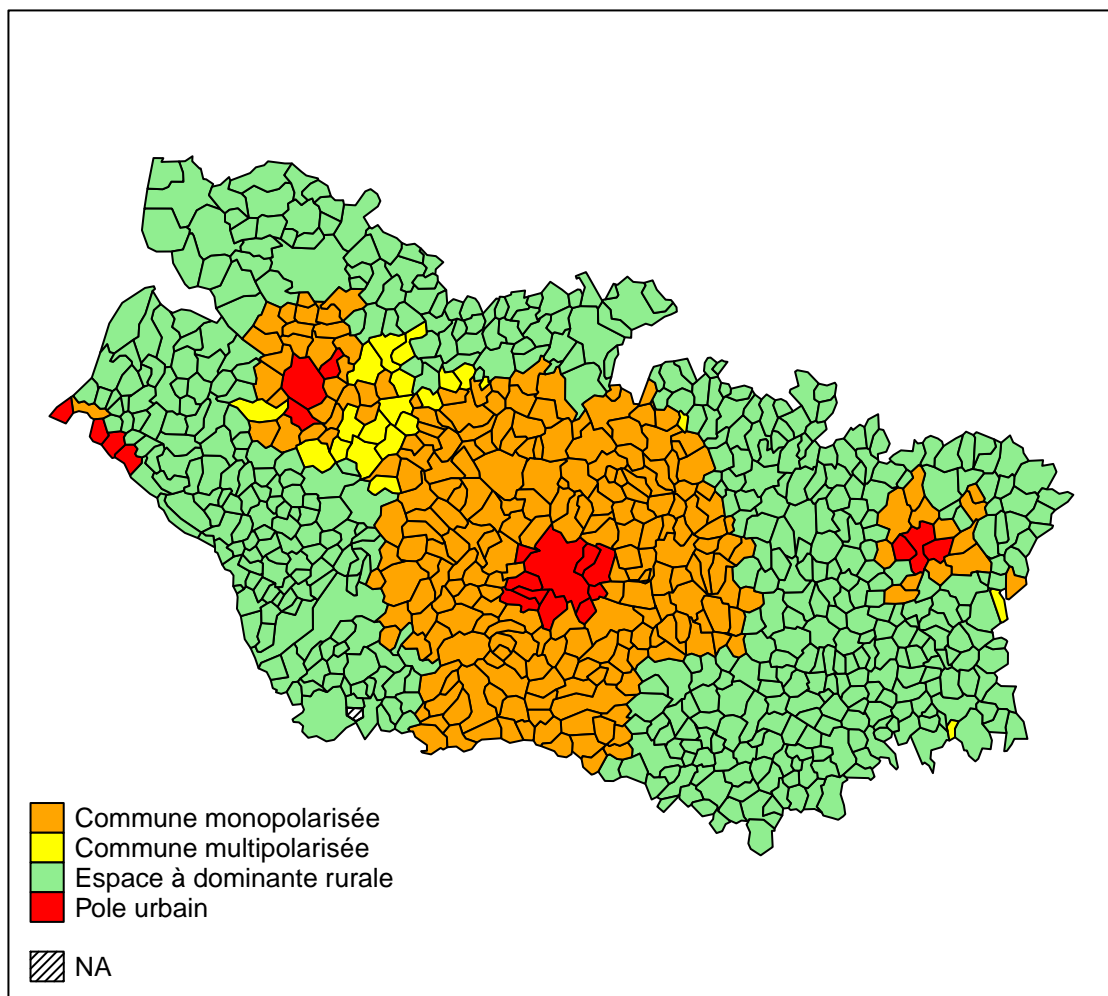 Commune monopolarisée
Commune multipolarisée
Espace à dominante rurale
Pole urbain
NA